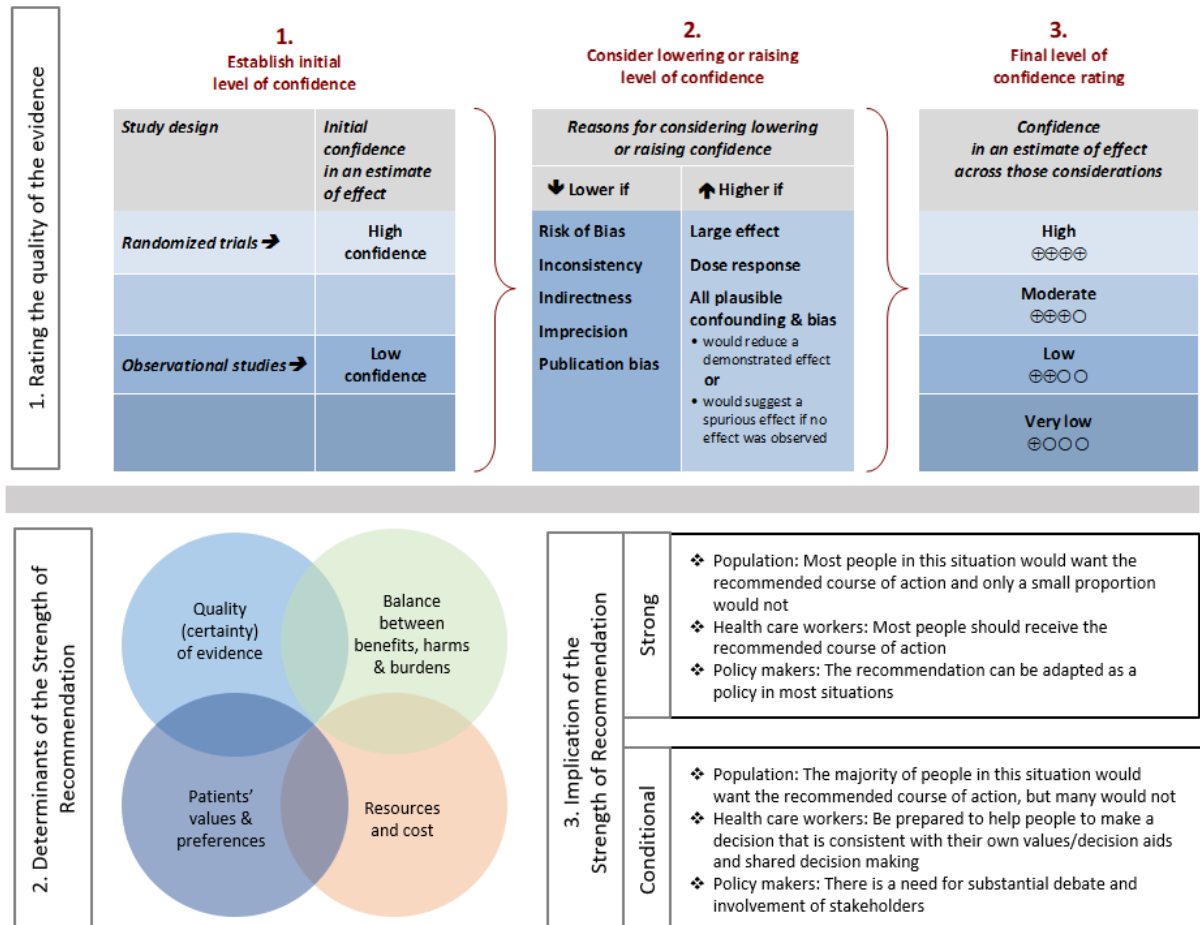 1. Rating the quality of the evidence
1.
Establish initial
level of confidence
Study design
Initial
confidence
in an estimate
of effect
Randomized trials ➔
High
confidence
Observational studies ➔
Low
confidence
2.
Consider lowering or raising
level of confidence
Reasons for considering lowering
or raising confidence
🡇 Lower if
🡅 Higher if
Risk of Bias
Inconsistency
Indirectness
Imprecision
Publication bias
Large effect
Dose response
All plausible
confounding & bias
• would reduce a
demonstrated effect
or
• would suggest a
spurious effect if no
effect was observed
3.
Final level of
confidence rating
Confidence
in an estimate of effect
across those considerations
High
⊕⊕⊕⊕
Moderate
⊕⊕⊕○
Low
⊕⊕○○
Very low
⊕○○○
2. Determinants of the Strength of
Recommendation
Quality
(certainty)
of evidence
Balance
between
benefits, harms
& burdens
Patients’
values &
preferences
Resources
and cost
3. Implication of the
Strength of Recommendation
Strong
❖ Population: Most people in this situation would want the
recommended course of action and only a small proportion
would not
❖ Health care workers: Most people should receive the
recommended course of action
❖ Policy makers: The recommendation can be adapted as a
policy in most situations
Conditional
❖ Population: The majority of people in this situation would
want the recommended course of action, but many would not
❖ Health care workers: Be prepared to help people to make a
decision that is consistent with their own values/decision aids
and shared decision making
❖ Policy makers: There is a need for substantial debate and
involvement of stakeholders